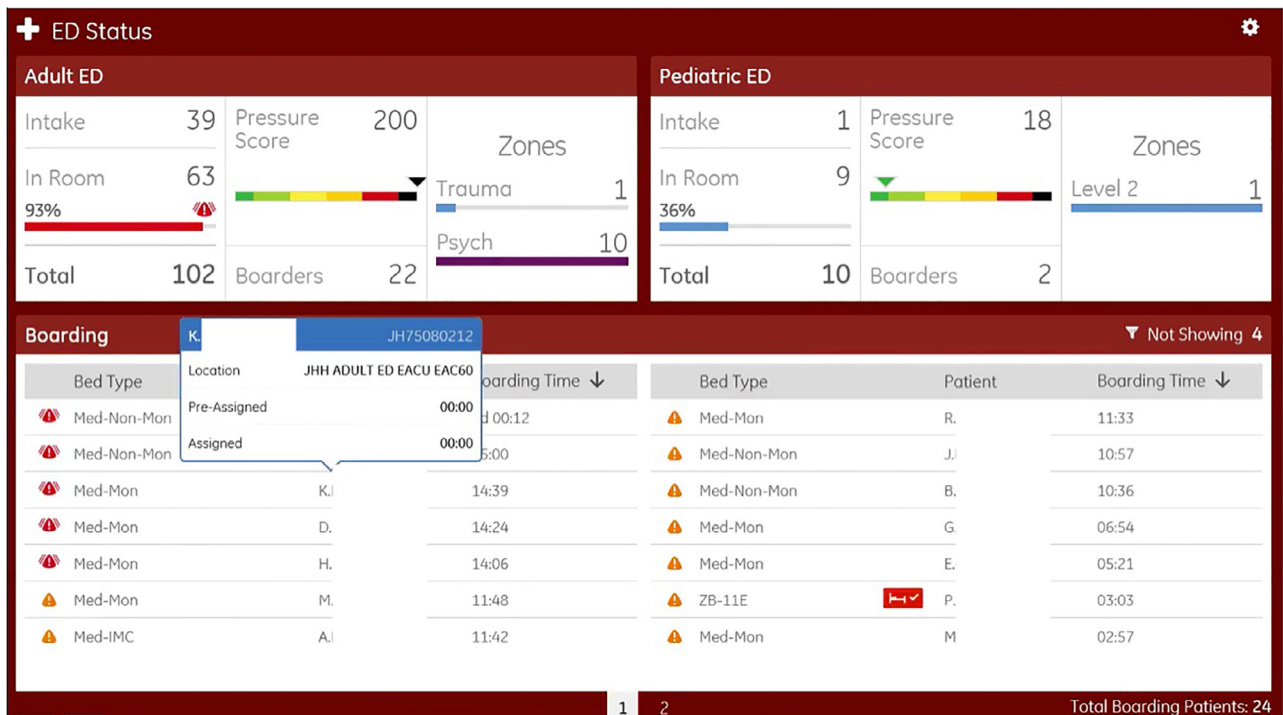 ED Status
Adult ED
Intake 39
Pressure Score 200
Zones
In Room 63
93%
Trauma 1
Psych 10
Total 102
Boarders 22
Pediatric ED
Intake 1
Pressure Score 18
Zones
In Room 9
36%
Level 2 1
Total 10
Boarders 2
Boarding
Not Showing 4
K. JH75080212
Location JHH ADULT ED EACU EAC60
Pre-Assigned 00:00
Assigned 00:00
Bed Type Boarding Time
Med-Non-Mon 00:12
Med-Non-Mon
Med-Mon K. 14:39
Med-Mon D. 14:24
Med-Mon H. 14:06
Med-Mon M. 11:48
Med-IMC A. 11:42
Bed Type Patient Boarding Time
Med-Mon R. 11:33
Med-Non-Mon J. 10:57
Med-Non-Mon B. 10:36
Med-Mon G. 06:54
Med-Mon E. 05:21
ZB-11E P. 03:03
Med-Mon M 02:57
1 2
Total Boarding Patients: 24